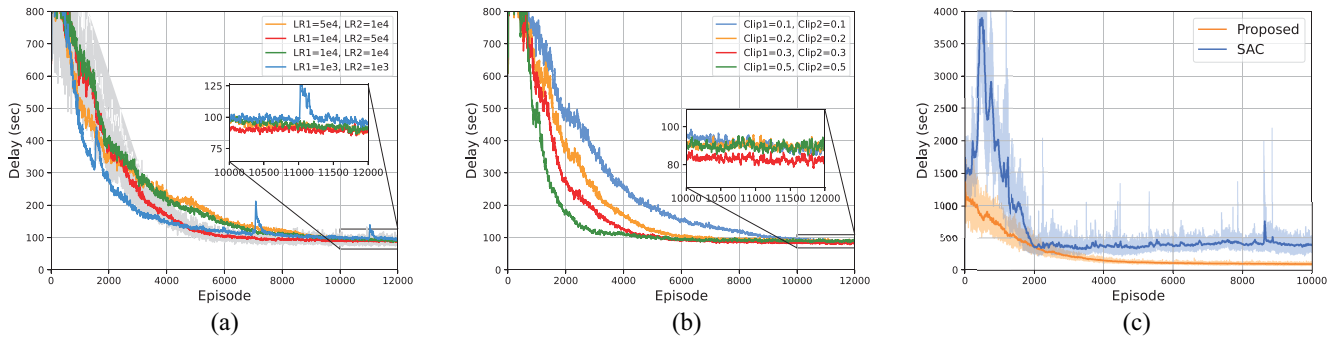 800
700
600
500
400
300
200
100
0
Delay (sec)
LR1=5e4, LR2=1e4
LR1=1e4, LR2=5e4
LR1=1e4, LR2=1e4
LR1=1e3, LR2=1e3
125
100
75
10000 10500 11000 11500 12000
0 2000 4000 6000 8000 10000 12000
Episode
(a)
800
700
600
500
400
300
200
100
0
Delay (sec)
Clip1=0.1, Clip2=0.1
Clip1=0.2, Clip2=0.2
Clip1=0.3, Clip2=0.3
Clip1=0.5, Clip2=0.5
100
80
10000 10500 11000 11500 12000
0 2000 4000 6000 8000 10000 12000
Episode
(b)
4000
3500
3000
2500
2000
1500
1000
500
0
Delay (sec)
Proposed
SAC
0 2000 4000 6000 8000 10000
Episode
(c)